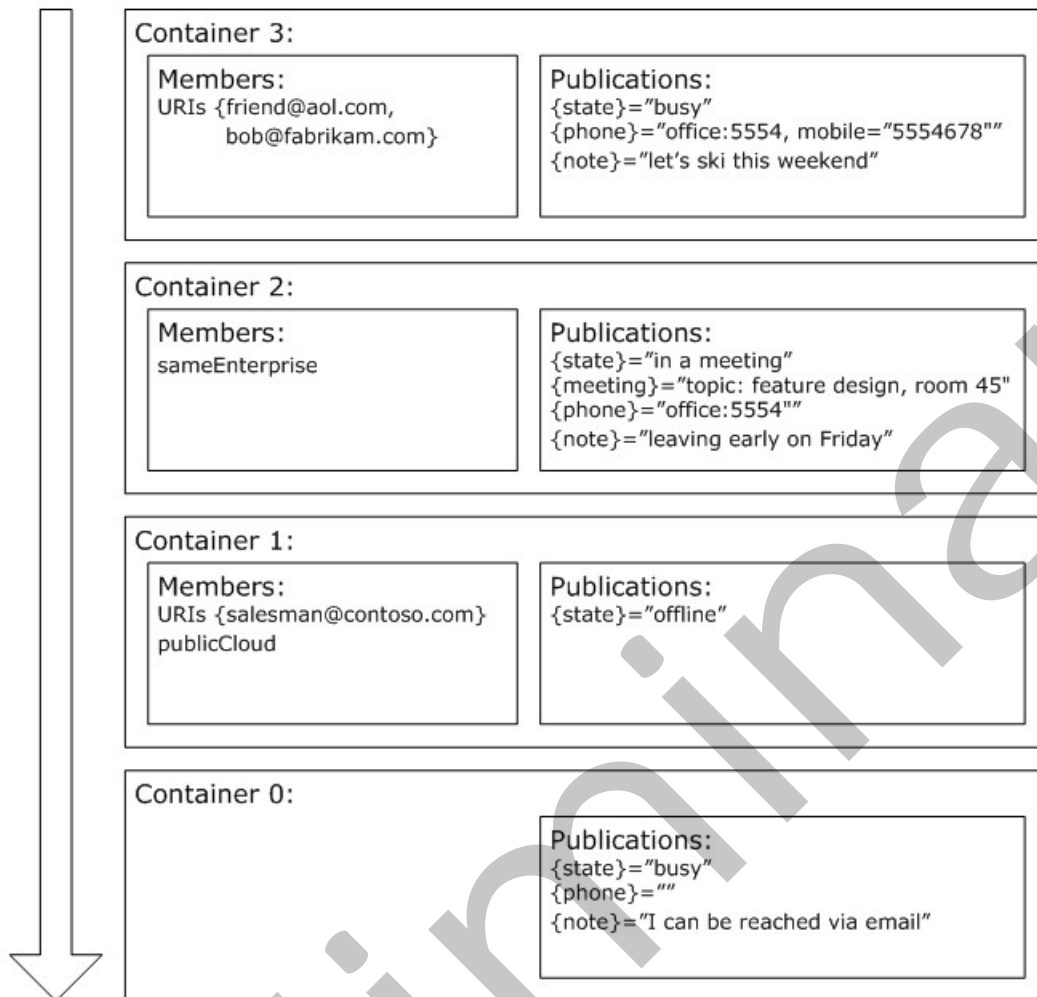 Container 3:
Members:
URIs {friend@aol.com,
bob@fabrikam.com}
Publications:
{state}="busy"
{phone}="office:5554, mobile="5554678""
{note}="let's ski this weekend"
Container 2:
Members:
sameEnterprise
Publications:
{state}="in a meeting"
{meeting}="topic: feature design, room 45"
{phone}="office:5554""
{note}="leaving early on Friday"
Container 1:
Members:
URIs {salesman@contoso.com}
publicCloud
Publications:
{state}="offline"
Container 0:
Publications:
{state}="busy"
{phone}=""
{note}="I can be reached via email"